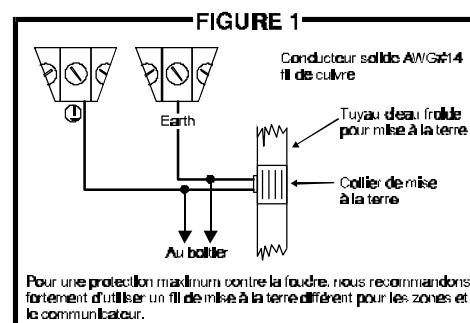 FIGURE 1
Conducteur solide AWG#14
fil de cuivre
Earth
Tuyau d'eau froide
pour mise à la terre
Collier de mise
à la terre
Au boîtier
Pour une protection maximum contre la foudre, nous recommandons
fortement d'utiliser un fil de mise à la terre différent pour les zones et
le communicateur.